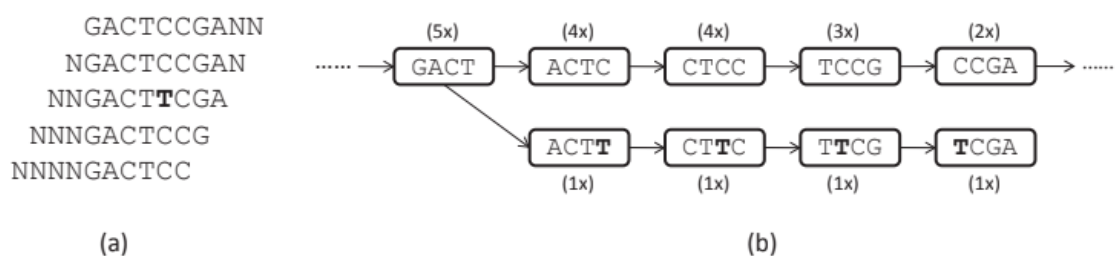 GACTCCGANN
NGACTCCGAN
NNGACTTCGA
NNNGACTCCG
NNNNGACTCC
(a)
(5x) (4x) (4x) (3x) (2x)
...... GACT ACTC CTCC TCCG CCGA ......
ACTT CTTC TTCG TCGA
(1x) (1x) (1x) (1x)
(b)